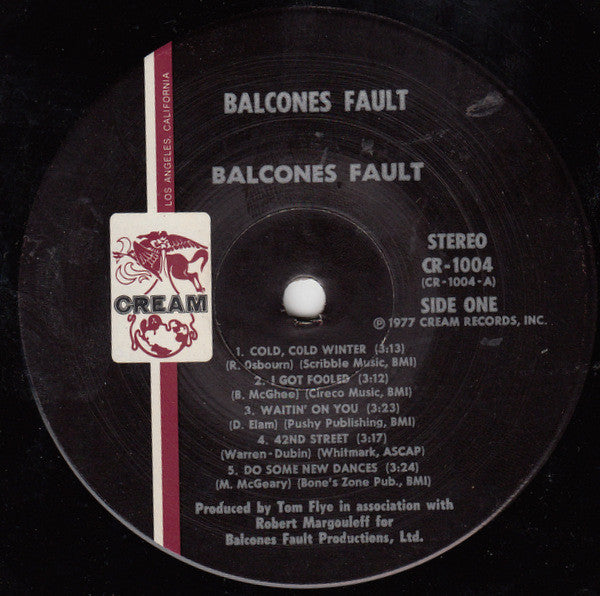 BALCONES FAULT
BALCONES FAULT
LOS ANGELES, CALIFORNIA
CREAM
STEREO
CR-1004
(CR-1004-A)
SIDE ONE
℗ 1977 CREAM RECORDS, INC.
1. COLD, COLD WINTER (3:13)
(R. Osbourn) (Scribble Music, BMI)
2. I GOT FOOLED (3:12)
(B. McGhee) (Cireco Music, BMI)
3. WAITIN' ON YOU (3:23)
(D. Elam) (Pushy Publishing, BMI)
4. 42ND STREET (3:17)
(Warren-Dubin) (Whitmark, ASCAP)
5. DO SOME NEW DANCES (3:24)
(M. McGeary) (Bone's Zone Pub., BMI)
Produced by Tom Flye in association with
Robert Margouleff for
Balcones Fault Productions, Ltd.